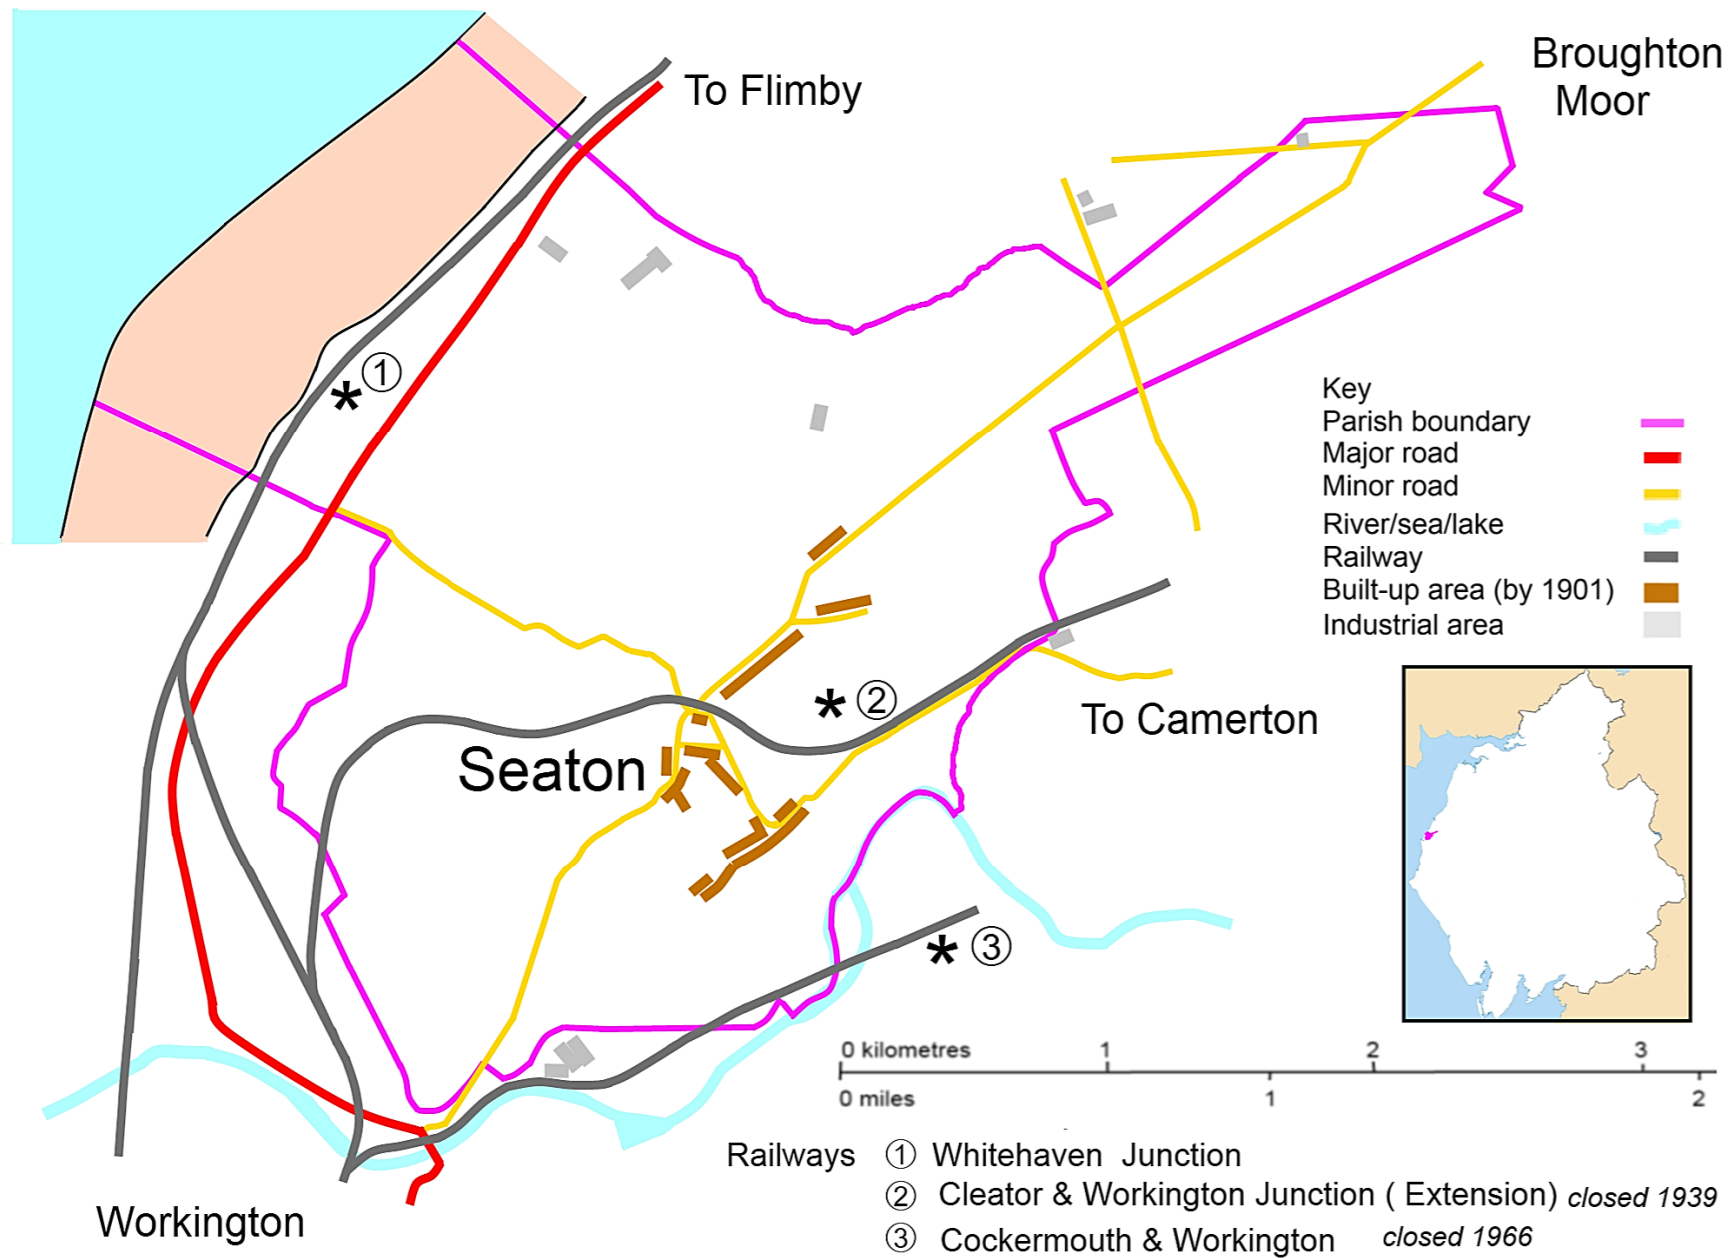 Broughton
Moor
To Flimby
1
Key
Parish boundary
Major road
Minor road
River/sea/lake
Railway
Built-up area (by 1901)
Industrial area
2
To Camerton
Seaton
3
0 kilometres 1 2 3
0 miles 1 2
Railways 1 Whitehaven Junction
2 Cleator & Workington Junction ( Extension) closed 1939
3 Cockermouth & Workington closed 1966
Workington